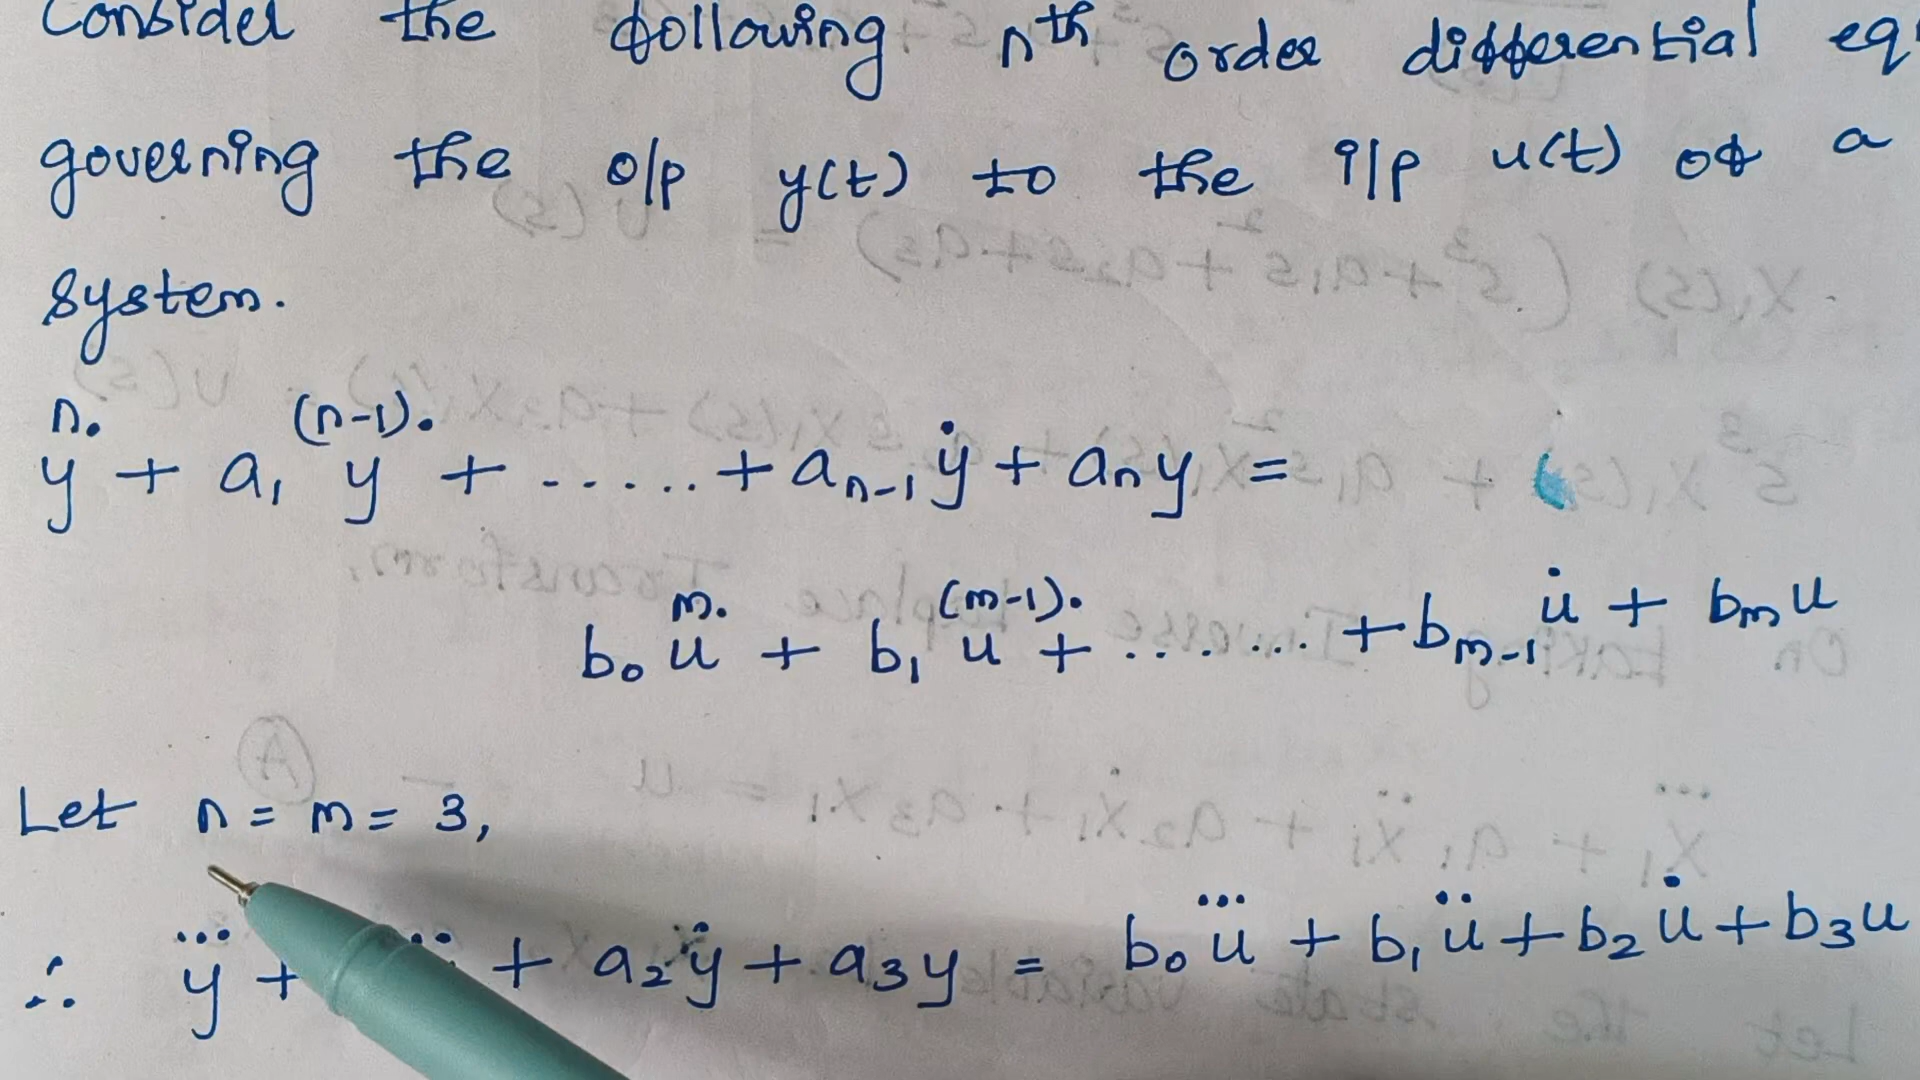 Consider the following nth order differential eq
governing the o/p y(t) to the i/p u(t) of a
system.
n. (n-1).
y + a₁ y + ...... + aₙ₋₁ ẏ + aₙ y =
m. (m-1).
b₀ u + b₁ u + ....... + bₘ₋₁ u̇ + bₘ u
Let n = m = 3,
∴ y⃛ + + a₂ ẏ + a₃ y = b₀ u⃛ + b₁ ü + b₂ u̇ + b₃ u